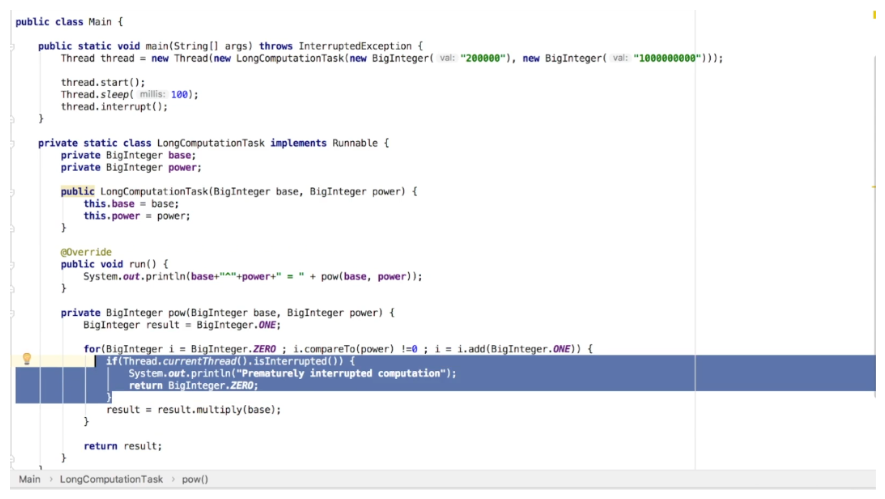 public class Main {
public static void main(String[] args) throws InterruptedException {
Thread thread = new Thread(new LongComputationTask(new BigInteger( val: "200000"), new BigInteger( val: "1000000000")));
thread.start();
Thread.sleep( millis: 100);
thread.interrupt();
}
private static class LongComputationTask implements Runnable {
private BigInteger base;
private BigInteger power;
public LongComputationTask(BigInteger base, BigInteger power) {
this.base = base;
this.power = power;
}
@Override
public void run() {
System.out.println(base+"^"+power+" = " + pow(base, power));
}
private BigInteger pow(BigInteger base, BigInteger power) {
BigInteger result = BigInteger.ONE;
for(BigInteger i = BigInteger.ZERO ; i.compareTo(power) !=0 ; i = i.add(BigInteger.ONE)) {
if(Thread.currentThread().isInterrupted()) {
System.out.println("Prematurely interrupted computation");
return BigInteger.ZERO;
}
result = result.multiply(base);
}
return result;
}
}
Main › LongComputationTask › pow()